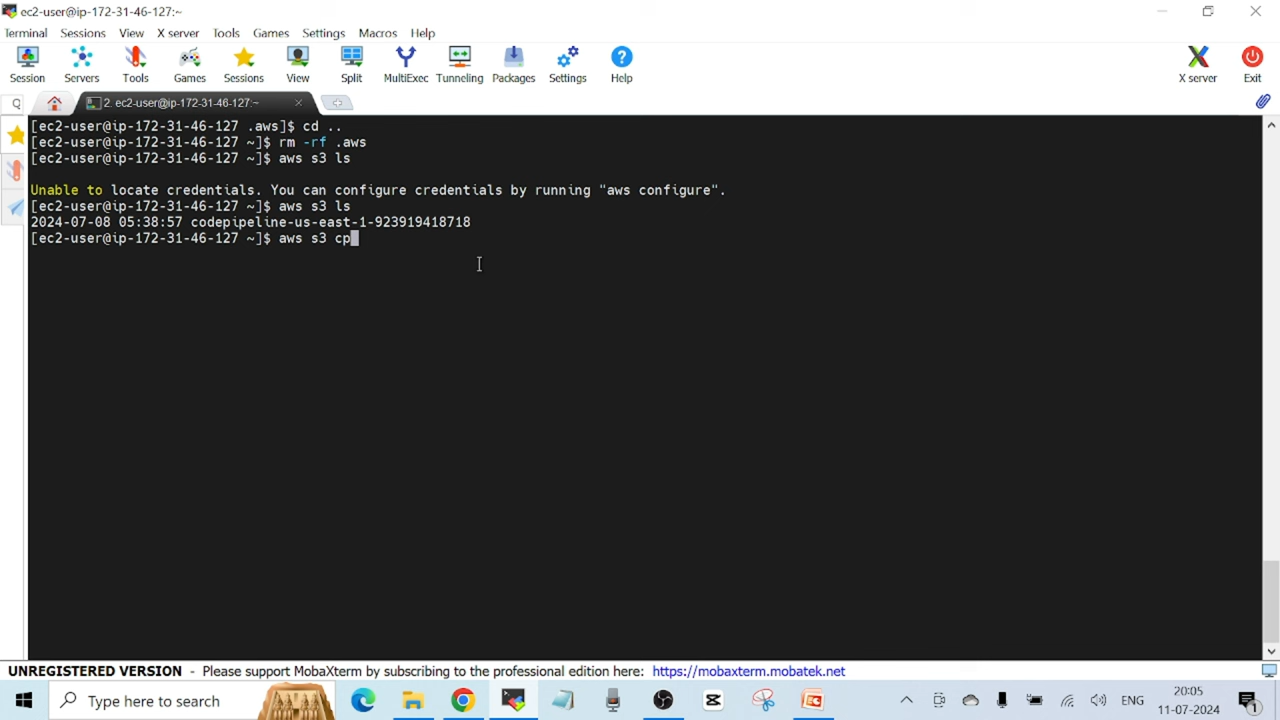 ec2-user@ip-172-31-46-127:~
Terminal Sessions View X server Tools Games Settings Macros Help
Session Servers Tools Games Sessions View Split MultiExec Tunneling Packages Settings Help X server Exit
2. ec2-user@ip-172-31-46-127:~
[ec2-user@ip-172-31-46-127 .aws]$ cd ..
[ec2-user@ip-172-31-46-127 ~]$ rm -rf .aws
[ec2-user@ip-172-31-46-127 ~]$ aws s3 ls
Unable to locate credentials. You can configure credentials by running "aws configure".
[ec2-user@ip-172-31-46-127 ~]$ aws s3 ls
2024-07-08 05:38:57 codepipeline-us-east-1-923919418718
[ec2-user@ip-172-31-46-127 ~]$ aws s3 cp
UNREGISTERED VERSION - Please support MobaXterm by subscribing to the professional edition here: https://mobaxterm.mobatek.net
Type here to search
ENG
20:05
11-07-2024
1